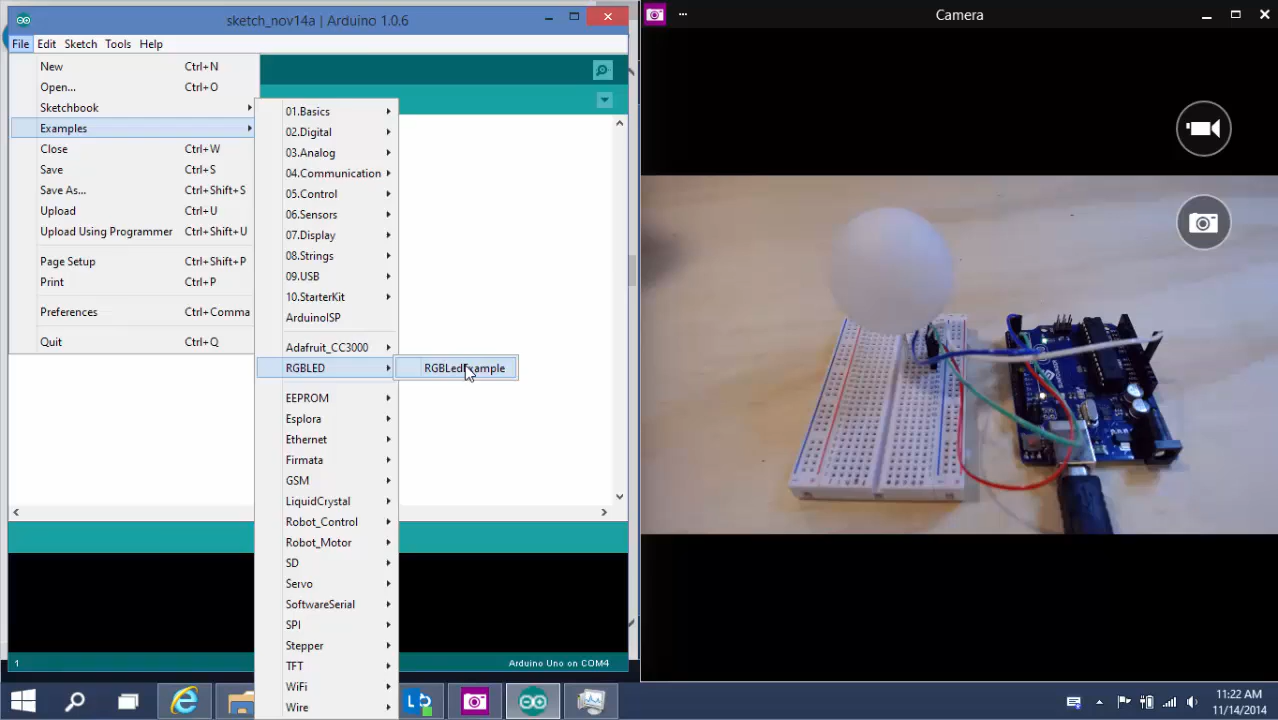 sketch_nov14a | Arduino 1.0.6
File Edit Sketch Tools Help
New Ctrl+N
Open... Ctrl+O
Sketchbook
Examples
Close Ctrl+W
Save Ctrl+S
Save As... Ctrl+Shift+S
Upload Ctrl+U
Upload Using Programmer Ctrl+Shift+U
Page Setup Ctrl+Shift+P
Print Ctrl+P
Preferences Ctrl+Comma
Quit Ctrl+Q
01.Basics
02.Digital
03.Analog
04.Communication
05.Control
06.Sensors
07.Display
08.Strings
09.USB
10.StarterKit
ArduinoISP
Adafruit_CC3000
RGBLED
EEPROM
Esplora
Ethernet
Firmata
GSM
LiquidCrystal
Robot_Control
Robot_Motor
SD
Servo
SoftwareSerial
SPI
Stepper
TFT
WiFi
Wire
RGBLedExample
1
Arduino Uno on COM4
Camera
Lb
11:22 AM
11/14/2014